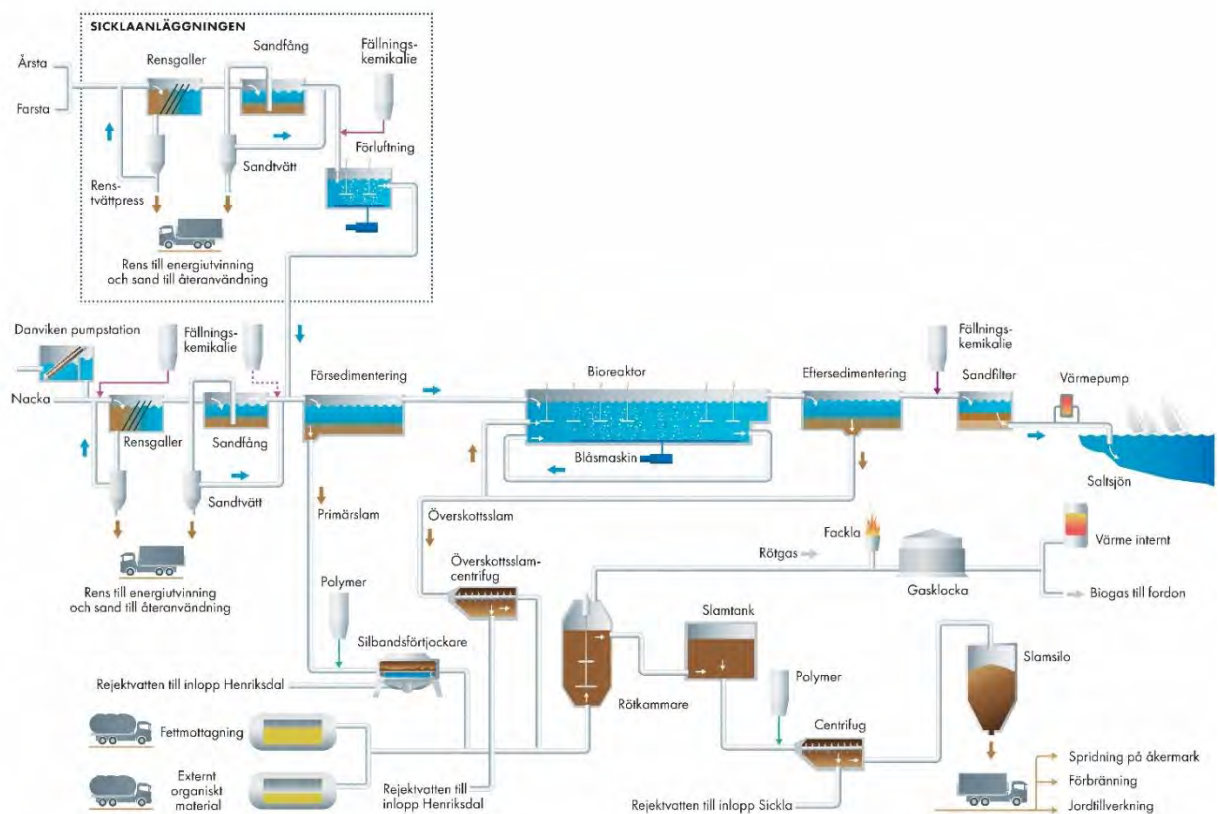 SICKLAANLÄGGNINGEN
Årsta
Farsta
Rensgaller
Sandfång
Fällnings-
kemikalie
Förluftning
Sandtvätt
Rens-
tvättpress
Rens till energiutvinning
och sand till återanvändning
Danviken pumpstation
Fällnings-
kemikalie
Nacka
Rensgaller
Sandfång
Sandtvätt
Rens till energiutvinning
och sand till återanvändning
Försedimentering
Bioreaktor
Blåsmaskin
Eftersedimentering
Fällnings-
kemikalie
Sandfilter
Värmepump
Saltsjön
Primärslam
Överskottsslam
Överskottsslam-
centrifug
Polymer
Silbandsförtjockare
Rejektvatten till inlopp Henriksdal
Fettmottagning
Externt
organiskt
material
Rejektvatten till
inlopp Henriksdal
Rötkammare
Rötgas
Fackla
Gasklocka
Värme internt
Biogas till fordon
Slamtank
Polymer
Centrifug
Rejektvatten till inlopp Sickla
Slamsilo
Spridning på åkermark
Förbränning
Jordtillverkning